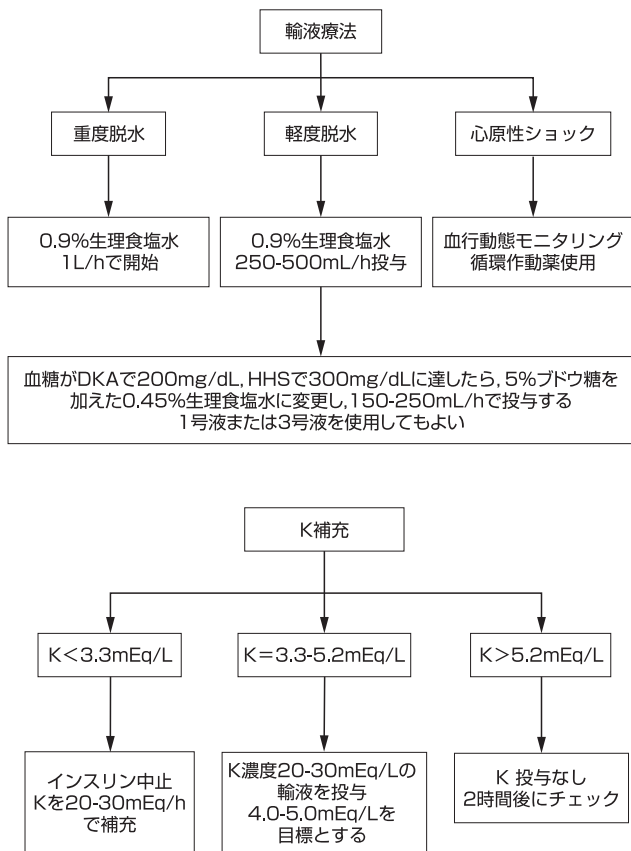 輸液療法
重度脱水
軽度脱水
心原性ショック
0.9%生理食塩水
1L/hで開始
0.9%生理食塩水
250-500mL/h投与
血行動態モニタリング
循環作動薬使用
血糖がDKAで200mg/dL, HHSで300mg/dLに達したら, 5%ブドウ糖を
加えた0.45%生理食塩水に変更し, 150-250mL/hで投与する
1号液または3号液を使用してもよい
K補充
K＜3.3mEq/L
K＝3.3-5.2mEq/L
K＞5.2mEq/L
インスリン中止
Kを20-30mEq/h
で補充
K濃度20-30mEq/Lの
輸液を投与
4.0-5.0mEq/Lを
目標とする
K 投与なし
2時間後にチェック